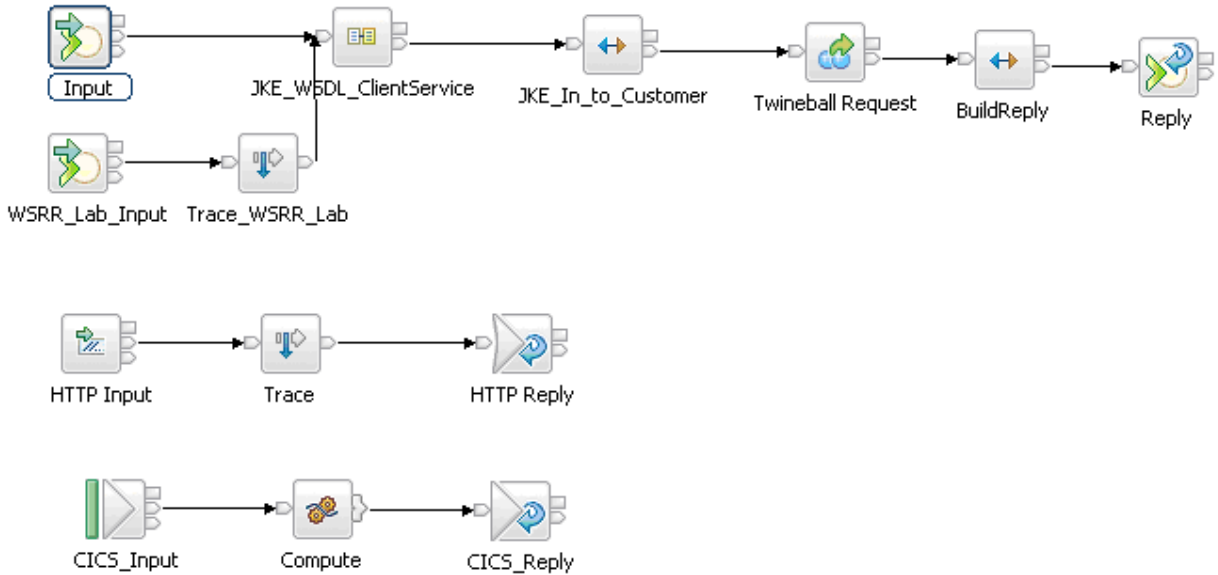 Input
JKE_WSDL_ClientService
JKE_In_to_Customer
Twineball Request
BuildReply
Reply
WSRR_Lab_Input
Trace_WSRR_Lab
HTTP Input
Trace
HTTP Reply
CICS_Input
Compute
CICS_Reply